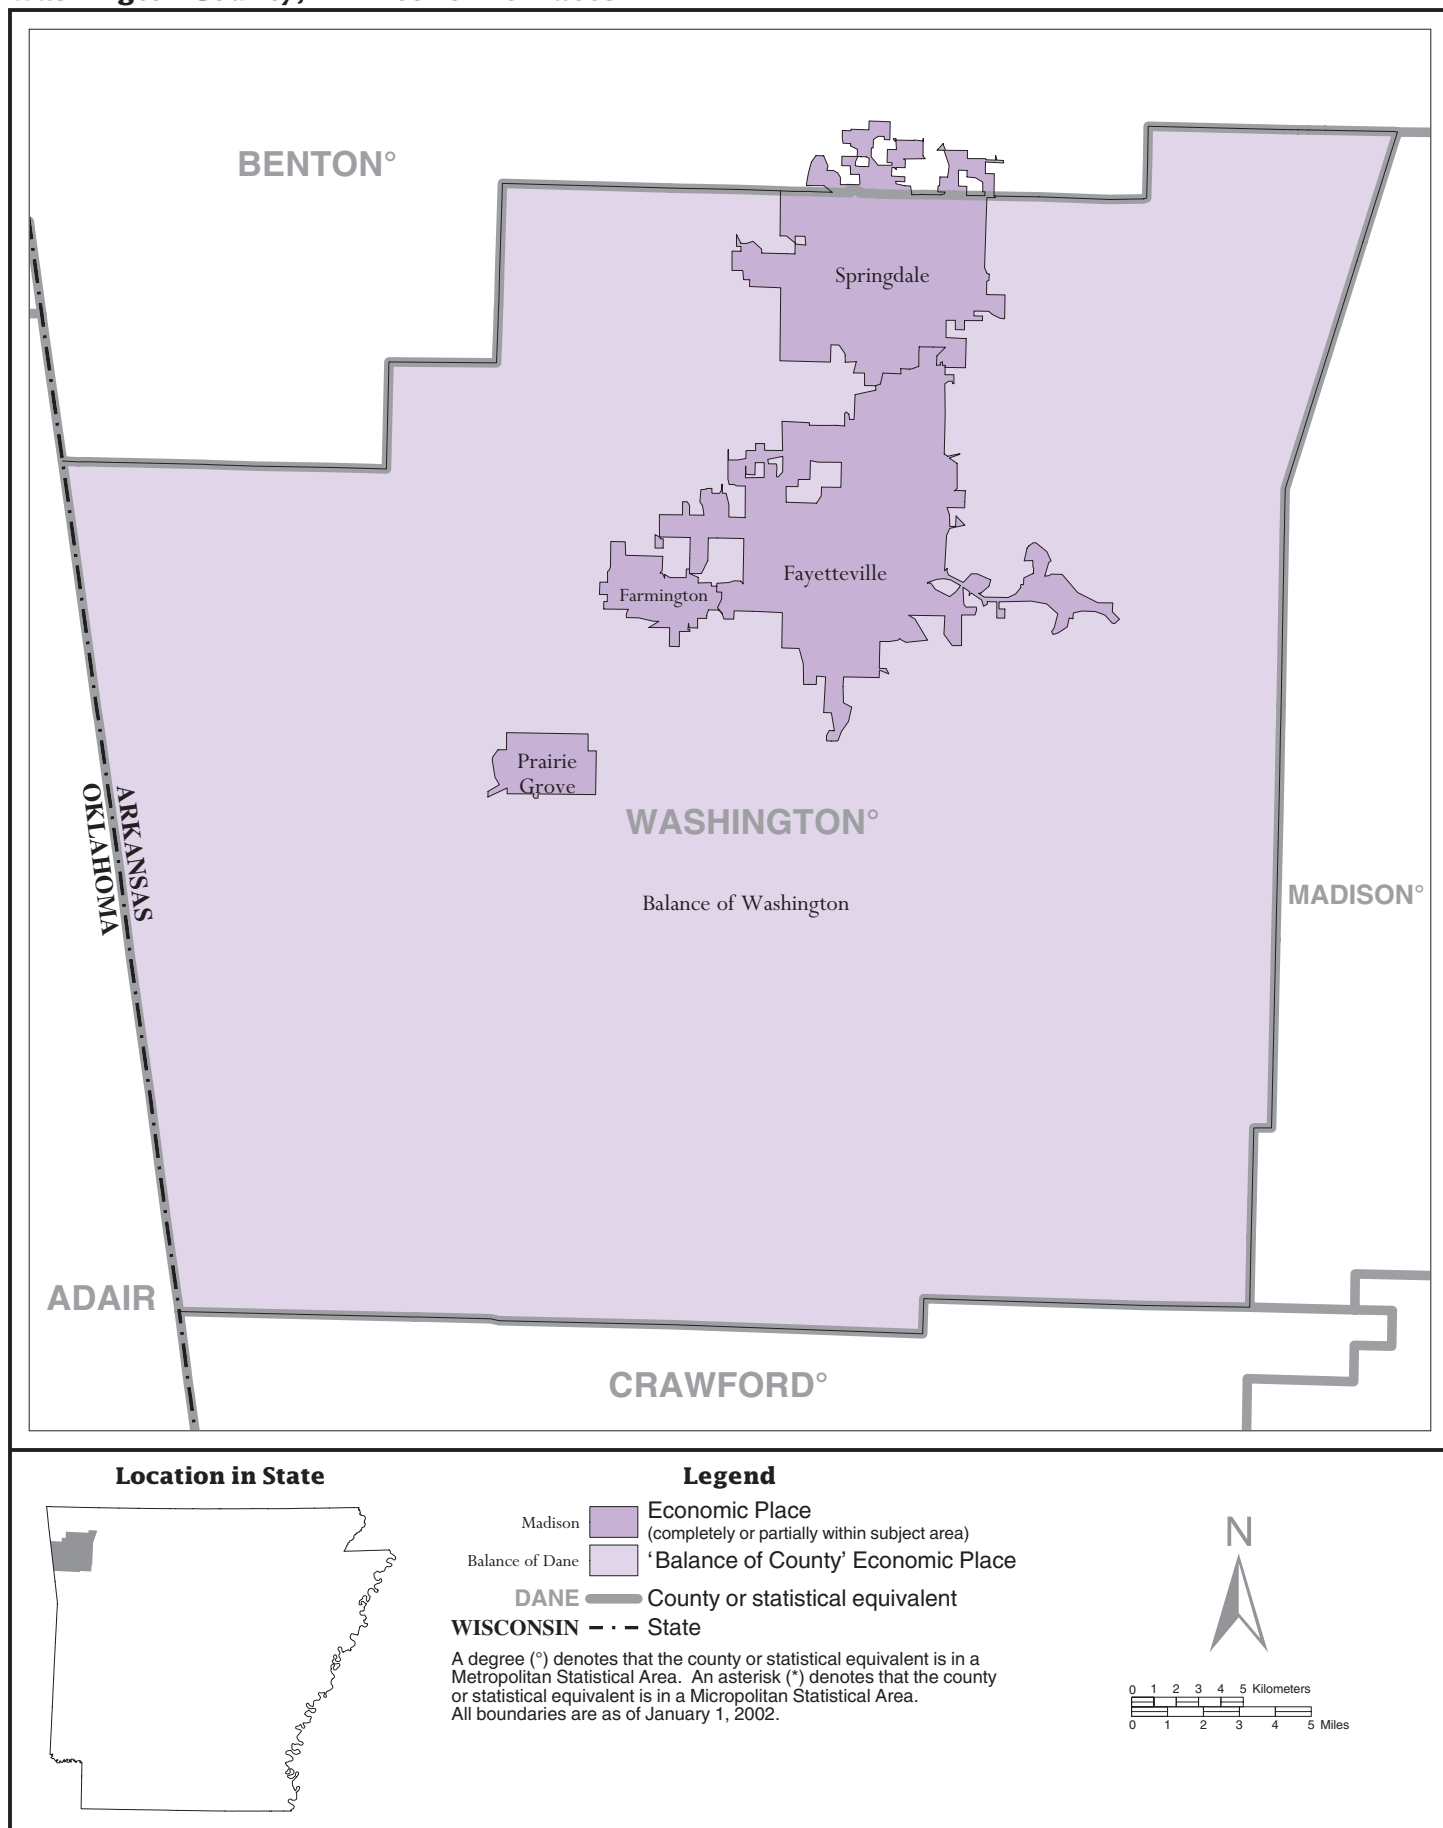 BENTON°
Springdale
Fayetteville
Farmington
Prairie
Grove
WASHINGTON°
ARKANSAS
OKLAHOMA
Balance of Washington
MADISON°
ADAIR
CRAWFORD°
Location in State
Legend
Madison
Economic Place
(completely or partially within subject area)
Balance of Dane
‘Balance of County’ Economic Place
DANE
County or statistical equivalent
WISCONSIN
State
A degree (°) denotes that the county or statistical equivalent is in a
Metropolitan Statistical Area. An asterisk (*) denotes that the county
or statistical equivalent is in a Micropolitan Statistical Area.
All boundaries are as of January 1, 2002.
N
0 1 2 3 4 5 Kilometers
0 1 2 3 4 5 Miles